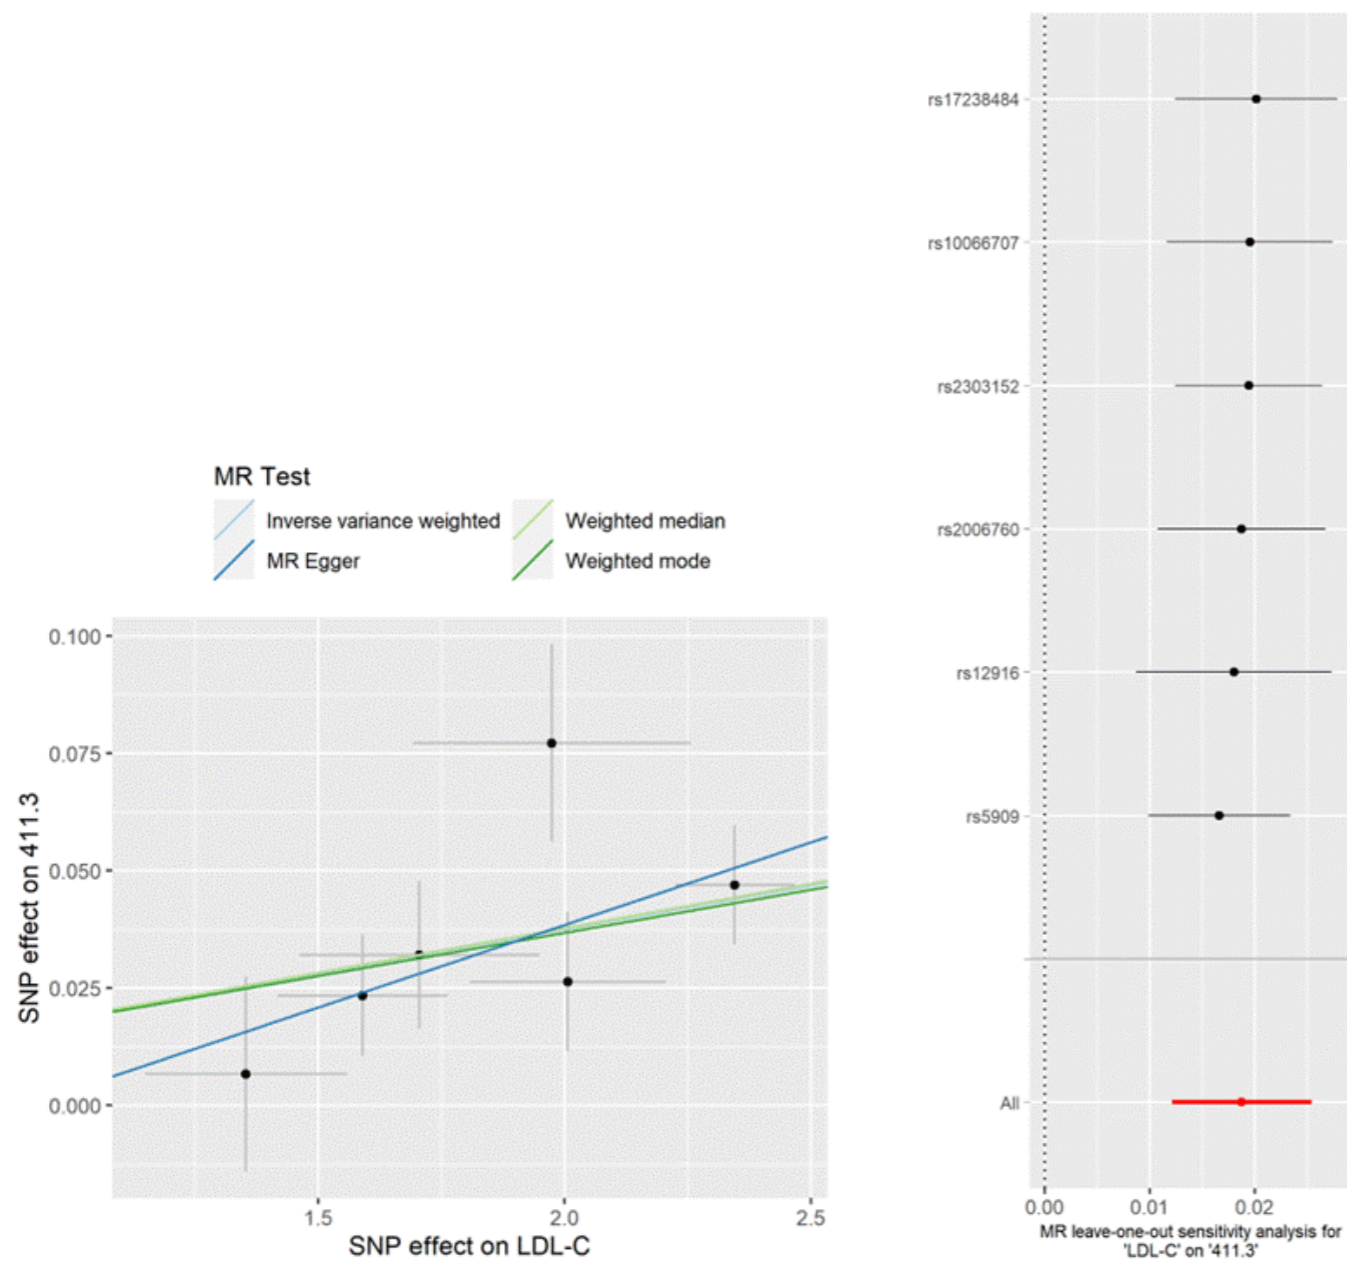 MR Test
Inverse variance weighted
Weighted median
MR Egger
Weighted mode
0.100
0.075
0.050
0.025
0.000
SNP effect on 411.3
1.5
2.0
2.5
SNP effect on LDL-C
rs17238484
rs10066707
rs2303152
rs2006760
rs12916
rs5909
All
0.00
0.01
0.02
MR leave-one-out sensitivity analysis for
'LDL-C' on '411.3'